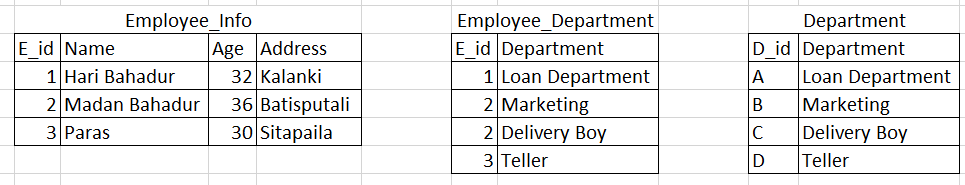 Employee_Info Employee_Department Department
E_id Name Age Address E_id Department D_id Department
1 Hari Bahadur 32 Kalanki 1 Loan Department A Loan Department
2 Madan Bahadur 36 Batisputali 2 Marketing B Marketing
3 Paras 30 Sitapaila 2 Delivery Boy C Delivery Boy
3 Teller D Teller